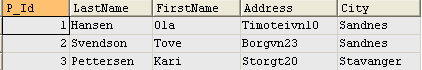 P_Id LastName FirstName Address City
1 Hansen Ola Timoteivn10 Sandnes
2 Svendson Tove Borgvn23 Sandnes
3 Pettersen Kari Storgt20 Stavanger